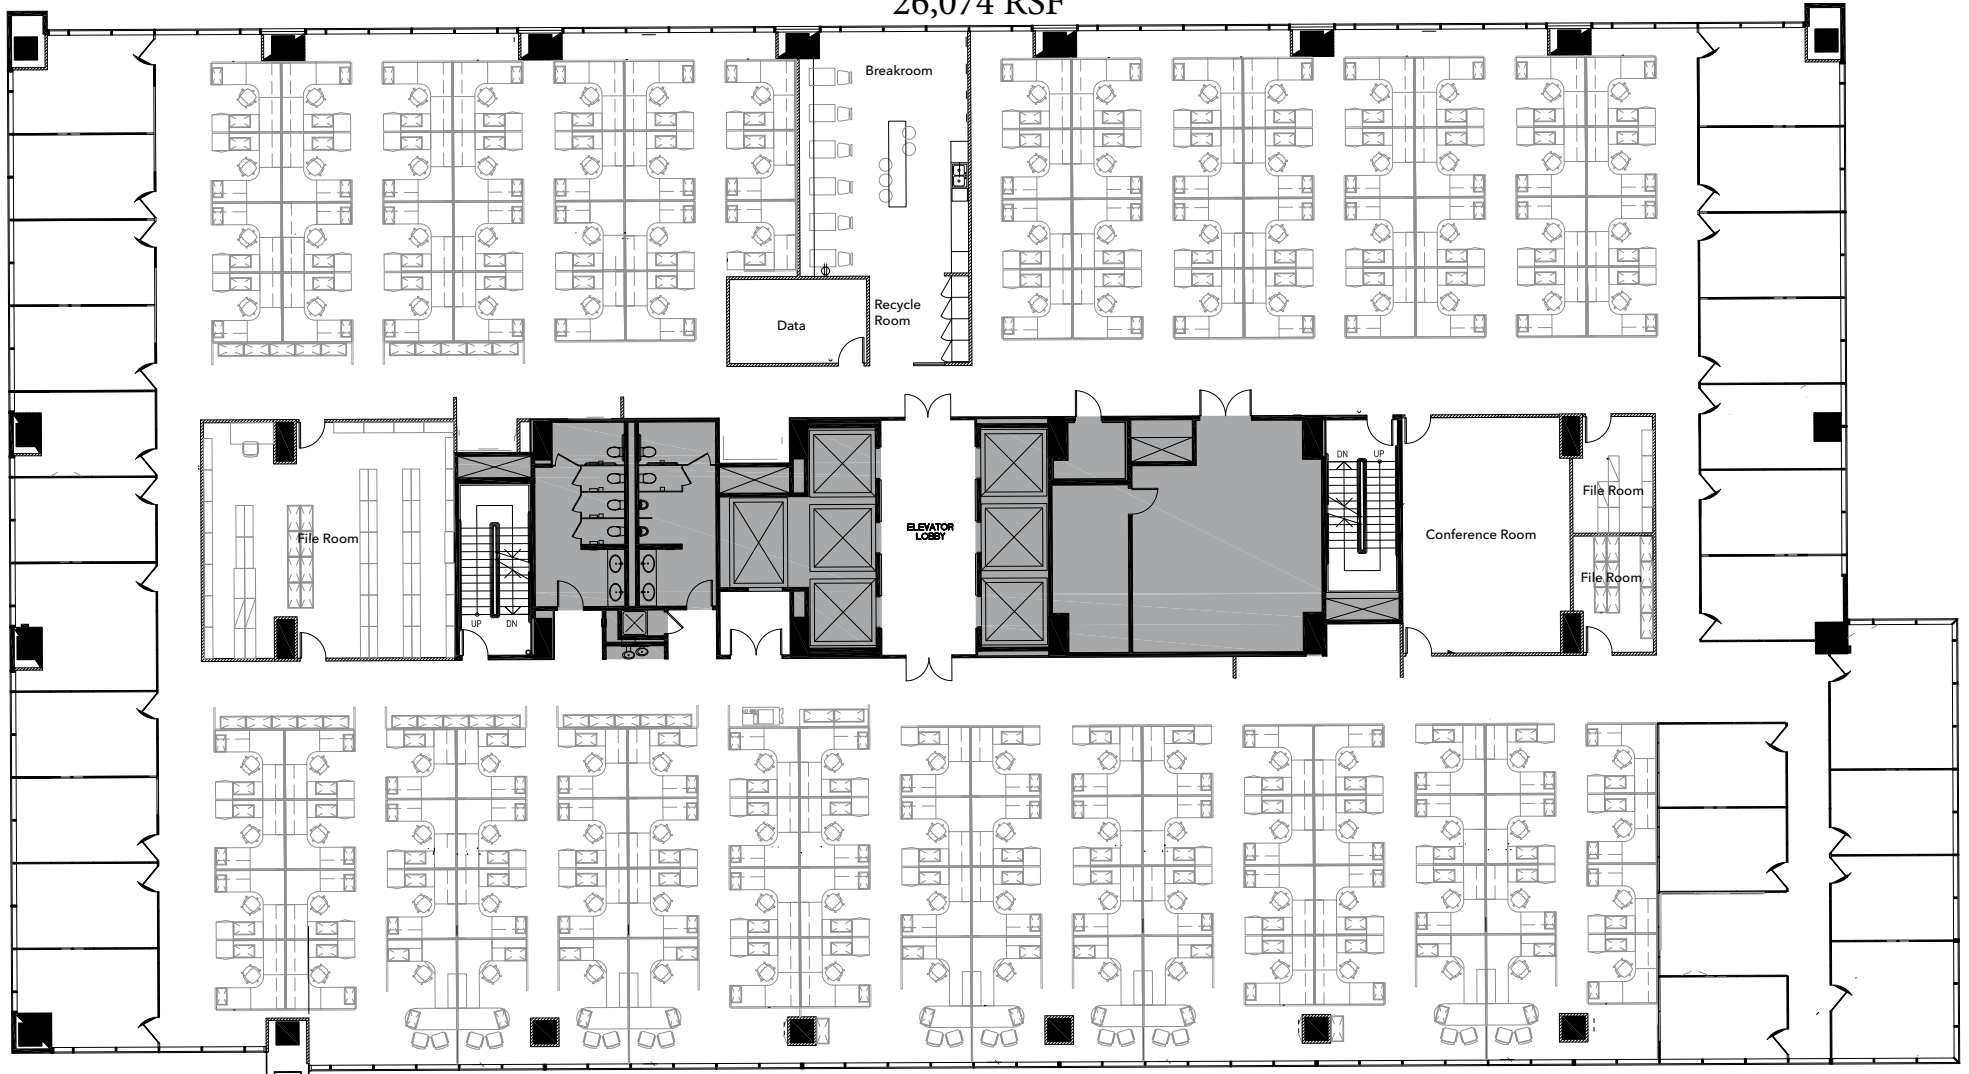 26,074 RSF
Breakroom
Recycle
Room
Data
DN
UP
File Room
ELEVATOR
LOBBY
Conference Room
File Room
File Room
UP
DN